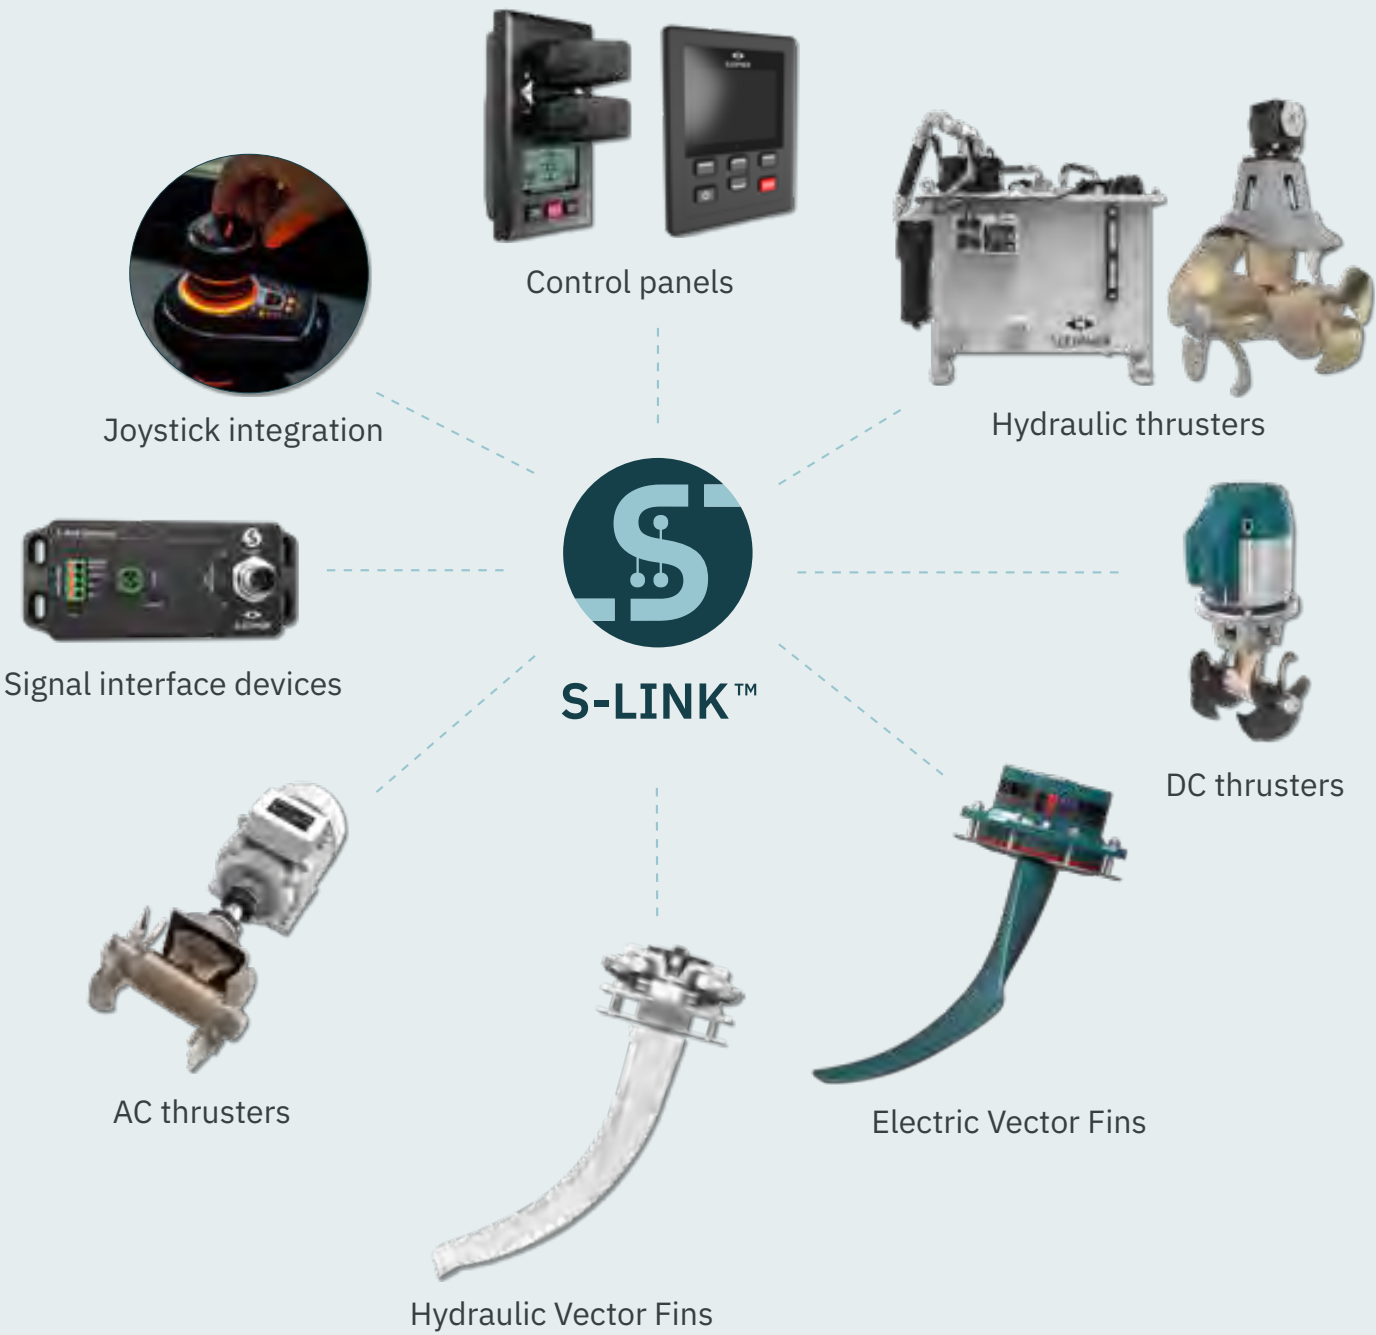 Control panels
Joystick integration
SLEIPNER
Hydraulic thrusters
Signal interface devices
S-LINK™
DC thrusters
AC thrusters
Electric Vector Fins
Hydraulic Vector Fins